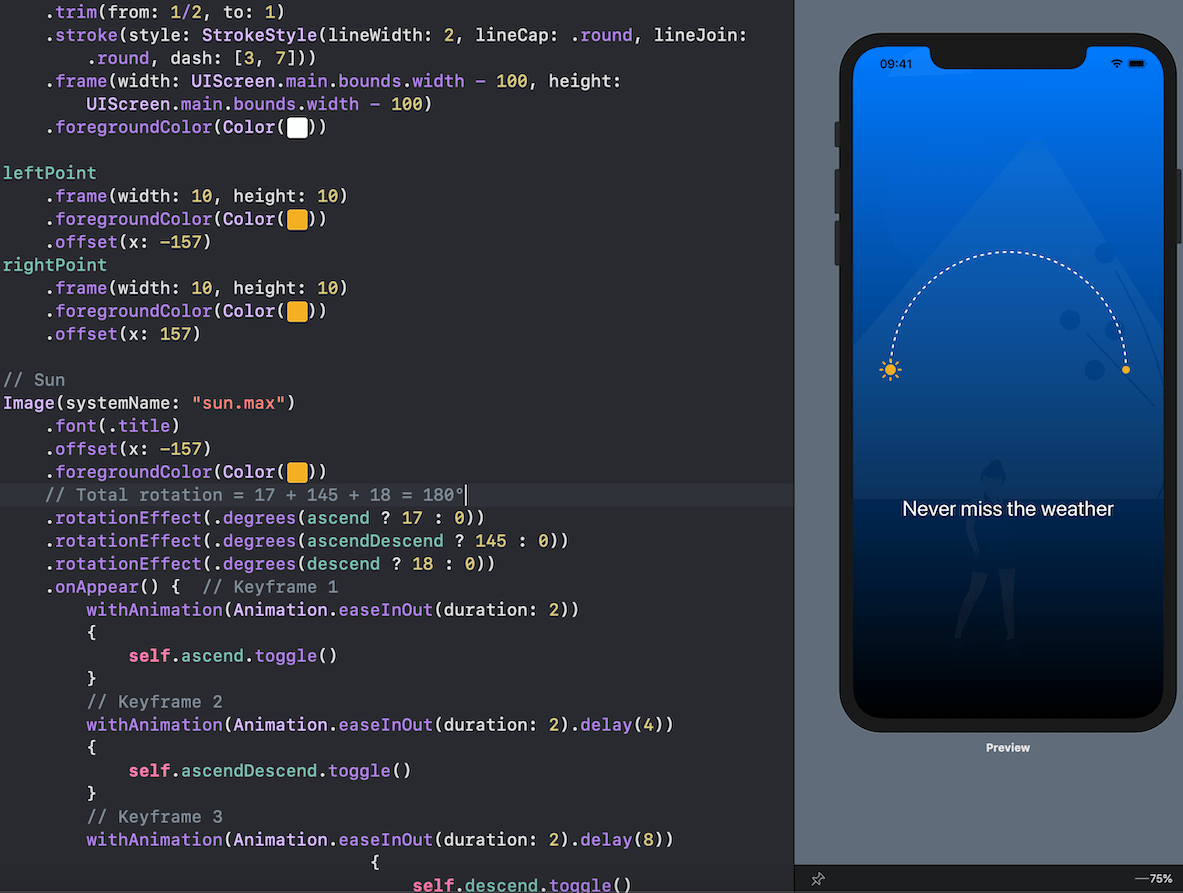 .trim(from: 1/2, to: 1)
.stroke(style: StrokeStyle(lineWidth: 2, lineCap: .round, lineJoin:
.round, dash: [3, 7]))
.frame(width: UIScreen.main.bounds.width - 100, height:
UIScreen.main.bounds.width - 100)
.foregroundColor(Color())
leftPoint
.frame(width: 10, height: 10)
.foregroundColor(Color())
.offset(x: -157)
rightPoint
.frame(width: 10, height: 10)
.foregroundColor(Color())
.offset(x: 157)
// Sun
Image(systemName: "sun.max")
.font(.title)
.offset(x: -157)
.foregroundColor(Color())
// Total rotation = 17 + 145 + 18 = 180°
.rotationEffect(.degrees(ascend ? 17 : 0))
.rotationEffect(.degrees(ascendDescend ? 145 : 0))
.rotationEffect(.degrees(descend ? 18 : 0))
.onAppear() {  // Keyframe 1
withAnimation(Animation.easeInOut(duration: 2))
{
self.ascend.toggle()
}
// Keyframe 2
withAnimation(Animation.easeInOut(duration: 2).delay(4))
{
self.ascendDescend.toggle()
}
// Keyframe 3
withAnimation(Animation.easeInOut(duration: 2).delay(8))
{
self.descend.toggle()
09:41
Never miss the weather
Preview
75%